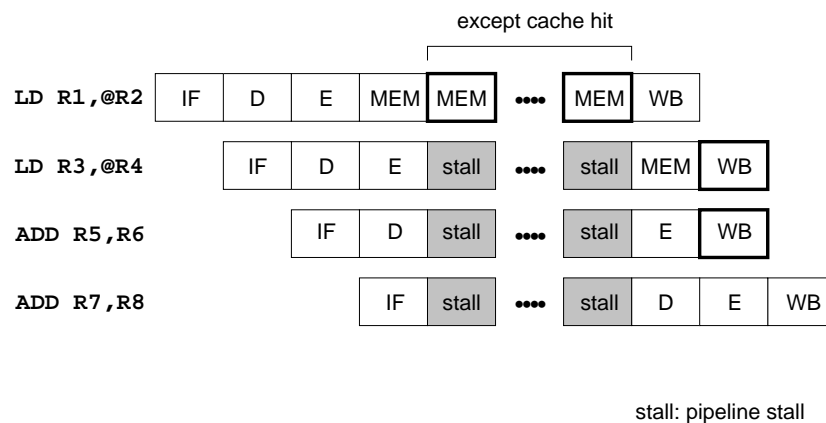 except cache hit
LD R1,@R2 IF D E MEM MEM •••• MEM WB
LD R3,@R4 IF D E stall •••• stall MEM WB
ADD R5,R6 IF D stall •••• stall E WB
ADD R7,R8 IF stall •••• stall D E WB
stall: pipeline stall